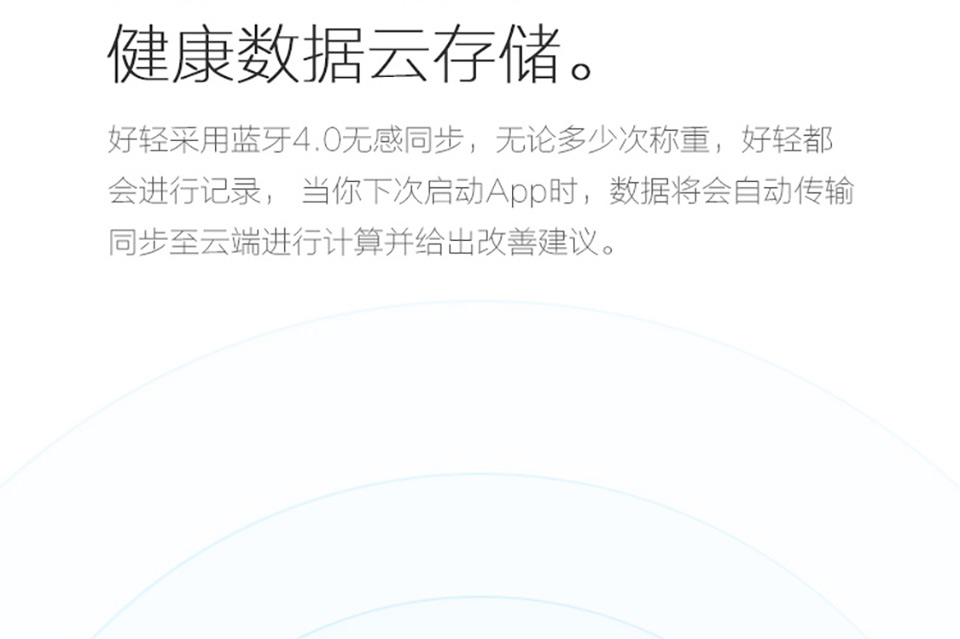 健康数据云存储。
好轻采用蓝牙4.0无感同步，无论多少次称重，好轻都
会进行记录， 当你下次启动App时，数据将会自动传输
同步至云端进行计算并给出改善建议。